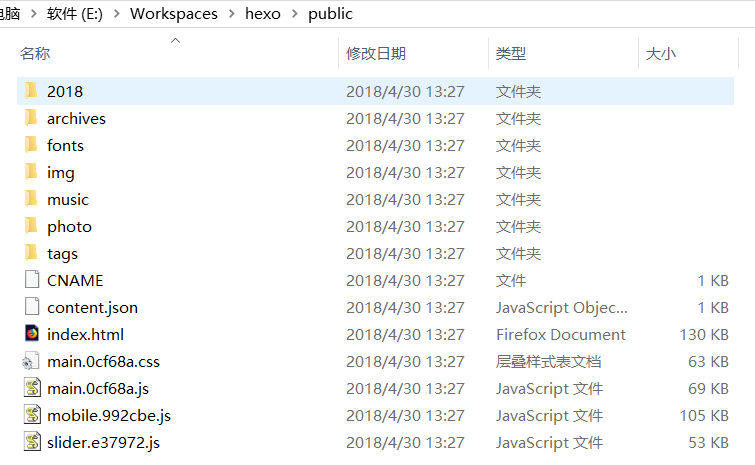 电脑 > 软件 (E:) > Workspaces > hexo > public
名称 修改日期 类型 大小
2018 2018/4/30 13:27 文件夹
archives 2018/4/30 13:27 文件夹
fonts 2018/4/30 13:27 文件夹
img 2018/4/30 13:27 文件夹
music 2018/4/30 13:27 文件夹
photo 2018/4/30 13:27 文件夹
tags 2018/4/30 13:27 文件夹
CNAME 2018/4/30 13:27 文件 1 KB
content.json 2018/4/30 13:27 JavaScript Objec... 1 KB
index.html 2018/4/30 13:27 Firefox Document 130 KB
main.0cf68a.css 2018/4/30 13:27 层叠样式表文档 63 KB
main.0cf68a.js 2018/4/30 13:27 JavaScript 文件 69 KB
mobile.992cbe.js 2018/4/30 13:27 JavaScript 文件 105 KB
slider.e37972.js 2018/4/30 13:27 JavaScript 文件 53 KB